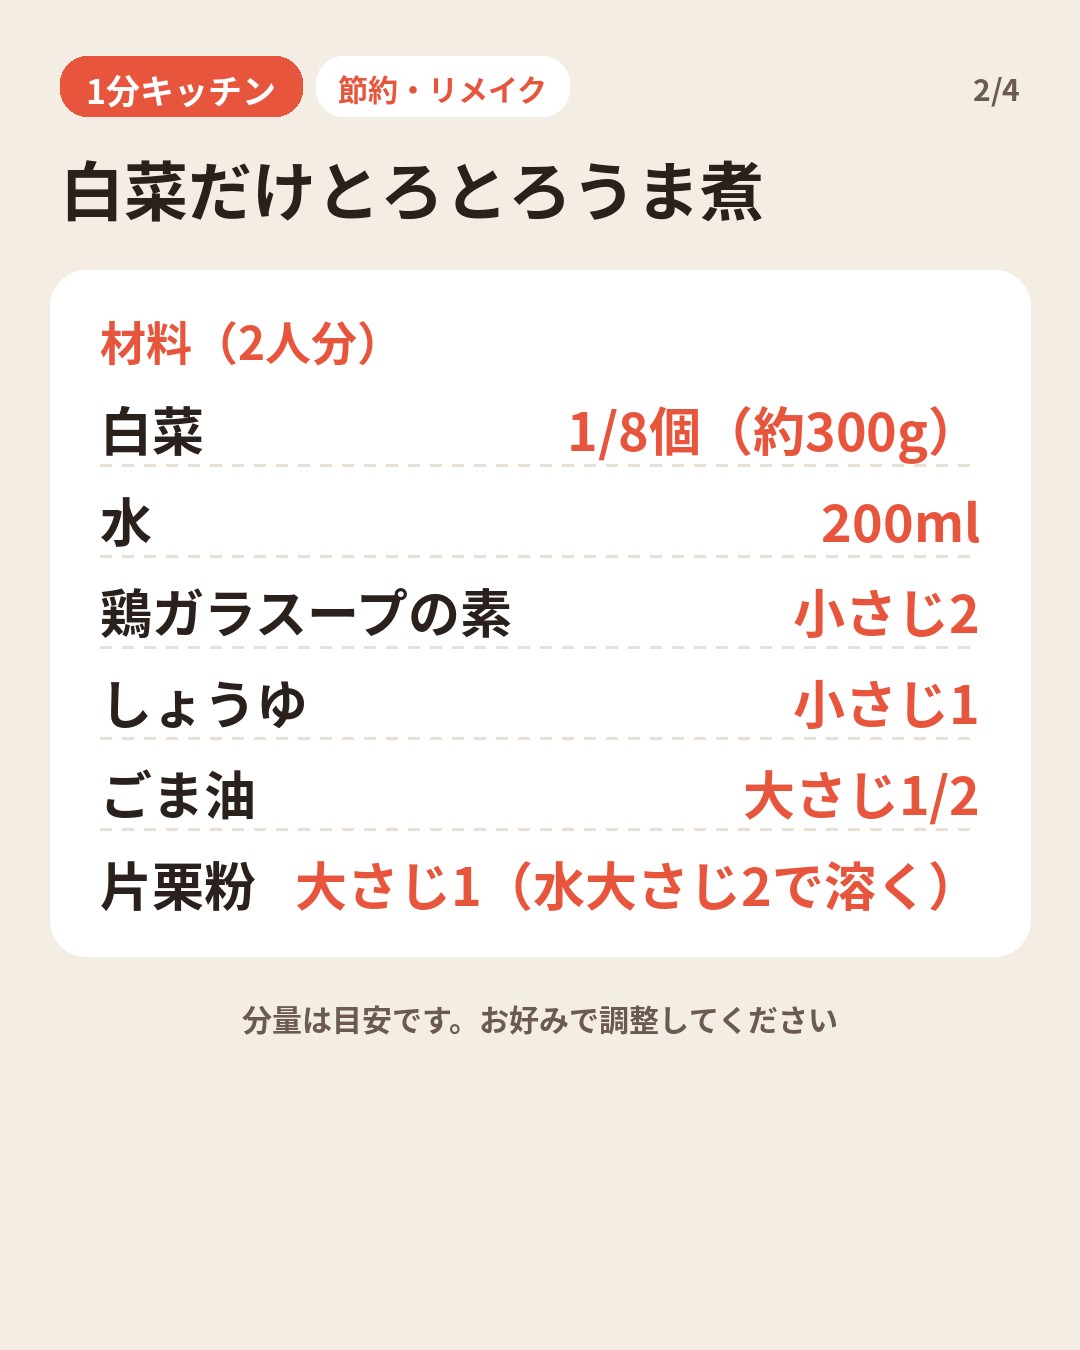 1分キッチン 節約・リメイク 2/4
白菜だけとろとろうま煮
材料（2人分）
白菜 1/8個（約300g）
水 200ml
鶏ガラスープの素 小さじ2
しょうゆ 小さじ1
ごま油 大さじ1/2
片栗粉 大さじ1（水大さじ2で溶く）
分量は目安です。お好みで調整してください